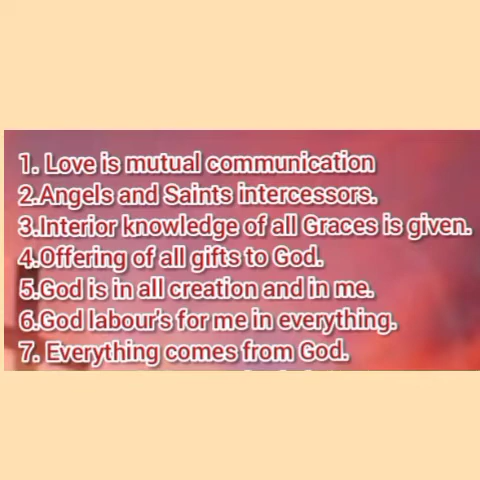 1. Love is mutual communication
2.Angels and Saints intercessors.
3.Interior knowledge of all Graces is given.
4.Offering of all gifts to God.
5.God is in all creation and in me.
6.God labour's for me in everything.
7. Everything comes from God.